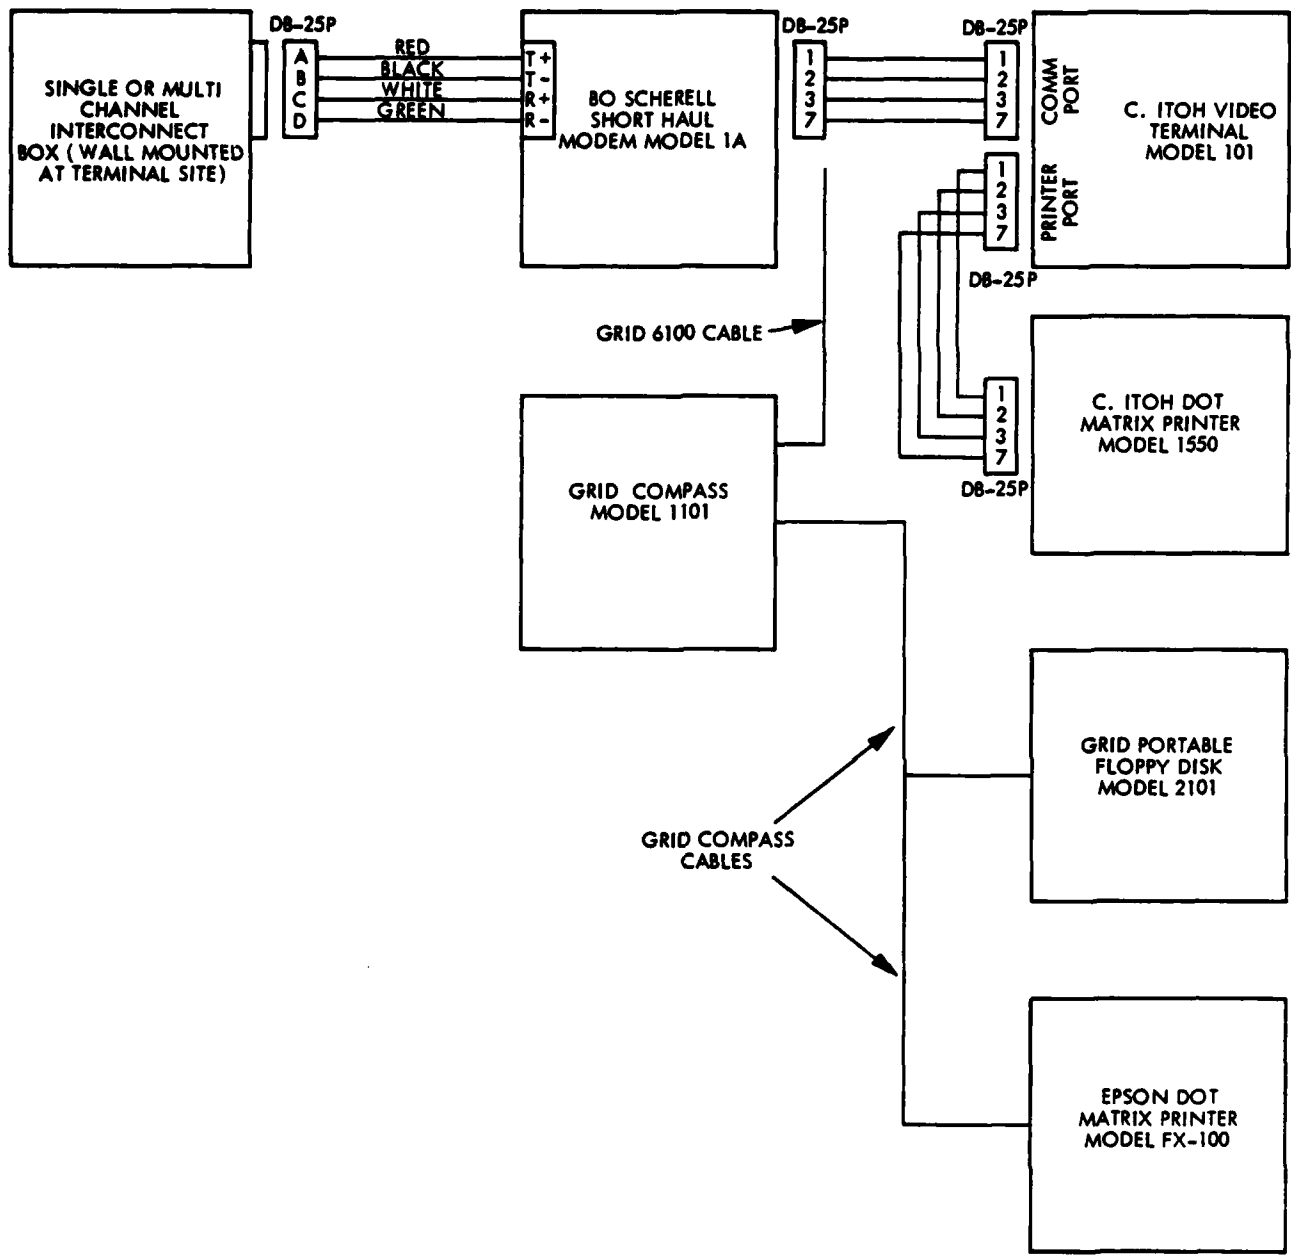 DB-25P
SINGLE OR MULTI
CHANNEL
INTERCONNECT
BOX ( WALL MOUNTED
AT TERMINAL SITE)
A
B
C
D
RED
BLACK
WHITE
GREEN
T +
T -
R +
R -
BO SCHERELL
SHORT HAUL
MODEM MODEL 1A
DB-25P
1
2
3
7
DB-25P
1
2
3
7
COMM
PORT
C. ITOH VIDEO
TERMINAL
MODEL 101
1
2
3
7
PRINTER
PORT
DB-25P
GRID 6100 CABLE
1
2
3
7
DB-25P
C. ITOH DOT
MATRIX PRINTER
MODEL 1550
GRID COMPASS
MODEL 1101
GRID PORTABLE
FLOPPY DISK
MODEL 2101
GRID COMPASS
CABLES
EPSON DOT
MATRIX PRINTER
MODEL FX-100